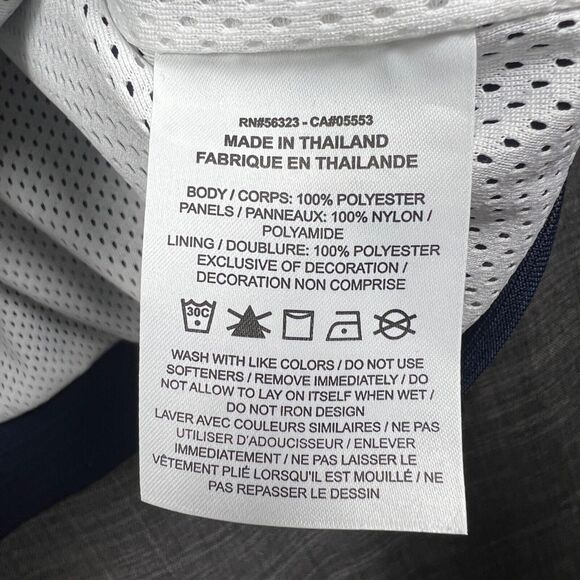 RN#56323 - CA#05553
MADE IN THAILAND
FABRIQUE EN THAILANDE
BODY / CORPS: 100% POLYESTER
PANELS / PANNEAUX: 100% NYLON /
POLYAMIDE
LINING / DOUBLURE: 100% POLYESTER
EXCLUSIVE OF DECORATION /
DECORATION NON COMPRISE
30C
WASH WITH LIKE COLORS / DO NOT USE
SOFTENERS / REMOVE IMMEDIATELY / DO
NOT ALLOW TO LAY ON ITSELF WHEN WET /
DO NOT IRON DESIGN
LAVER AVEC COULEURS SIMILAIRES / NE PAS
UTILISER D'ADOUCISSEUR / ENLEVER
IMMÉDIATEMENT / NE PAS LAISSER LE
VÊTEMENT PLIÉ LORSQU'IL EST MOUILLÉ / NE
PAS REPASSER LE DESSIN